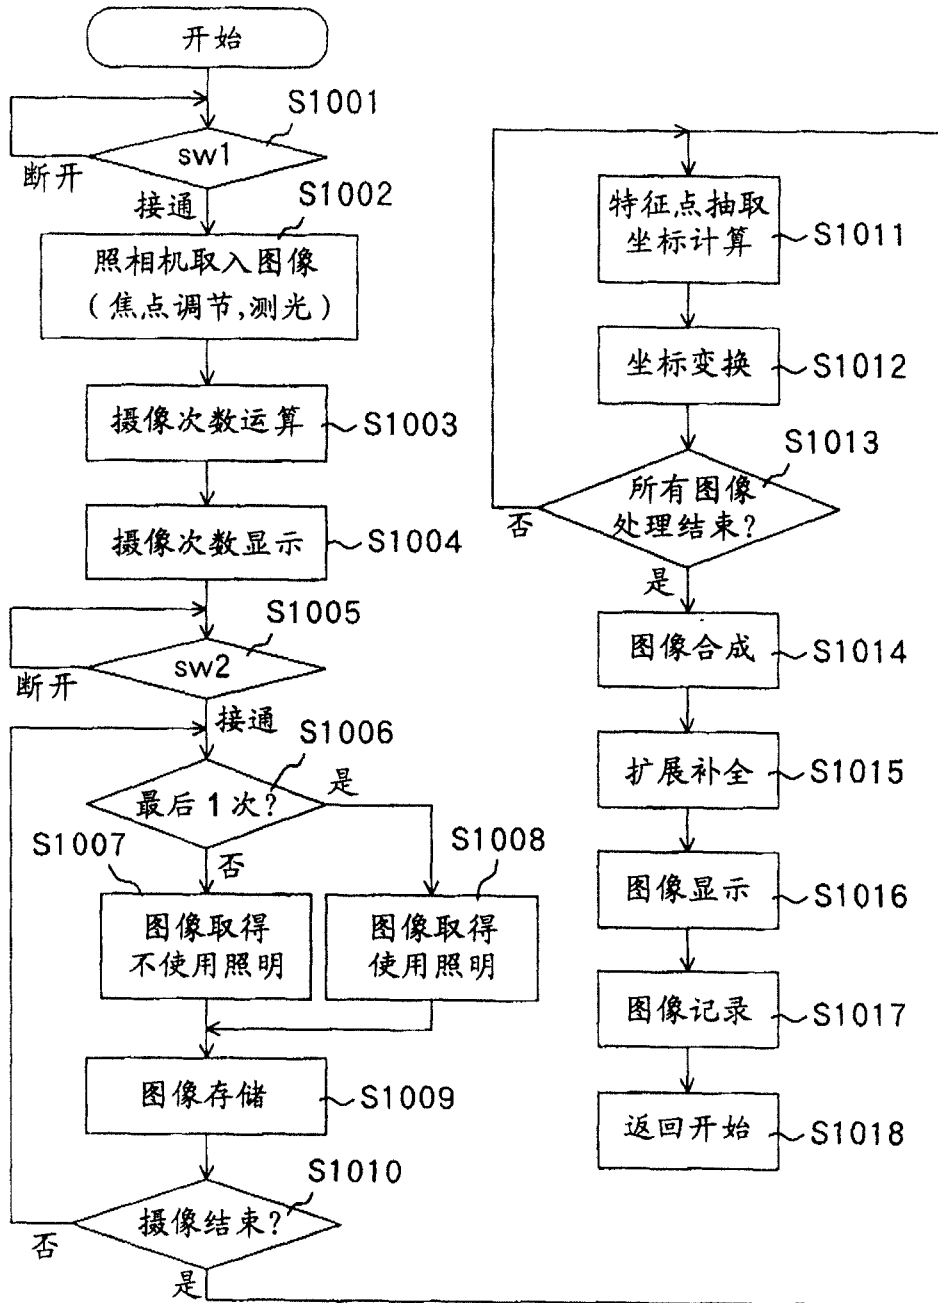 开始
S1001
sw1
断开
接通
S1002
照相机取入图像
(焦点调节,测光)
摄像次数运算
S1003
摄像次数显示
S1004
S1005
sw2
断开
接通
S1006
最后1次?
是
S1007
否
S1008
图像取得
不使用照明
图像取得
使用照明
图像存储
S1009
S1010
摄像结束?
否
是
特征点抽取
坐标计算
S1011
坐标变换
S1012
S1013
所有图像
处理结束?
否
是
图像合成
S1014
扩展补全
S1015
图像显示
S1016
图像记录
S1017
返回开始
S1018